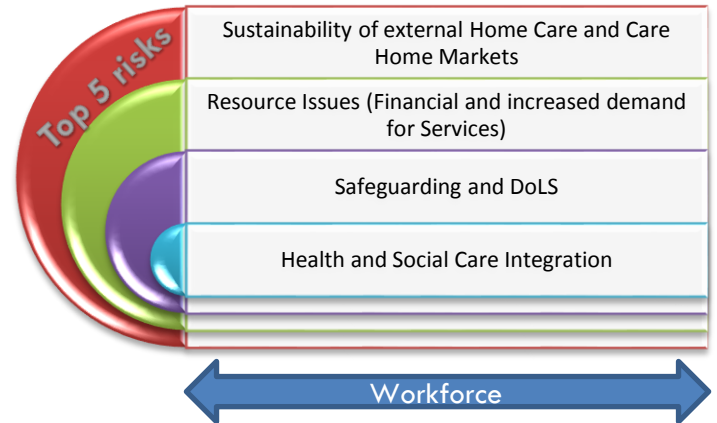 Top 5 risks
Sustainability of external Home Care and Care
Home Markets
Resource Issues (Financial and increased demand
for Services)
Safeguarding and DoLS
Health and Social Care Integration
Workforce